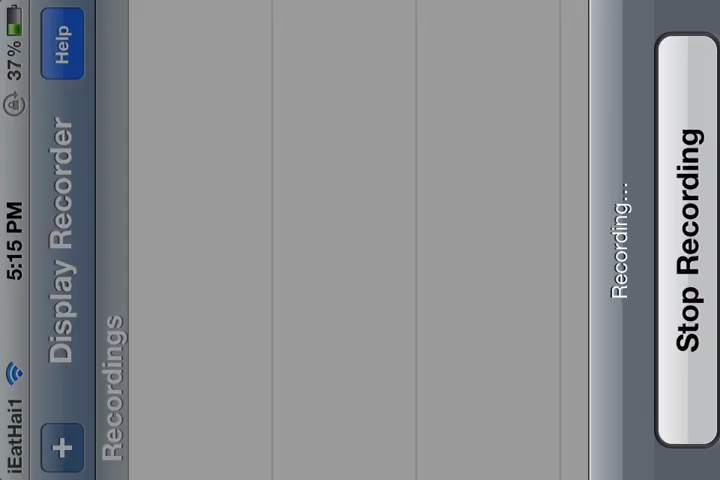 iEatHai1 5:15 PM 37%
+ Display Recorder Help
Recordings
Recording...
Stop Recording